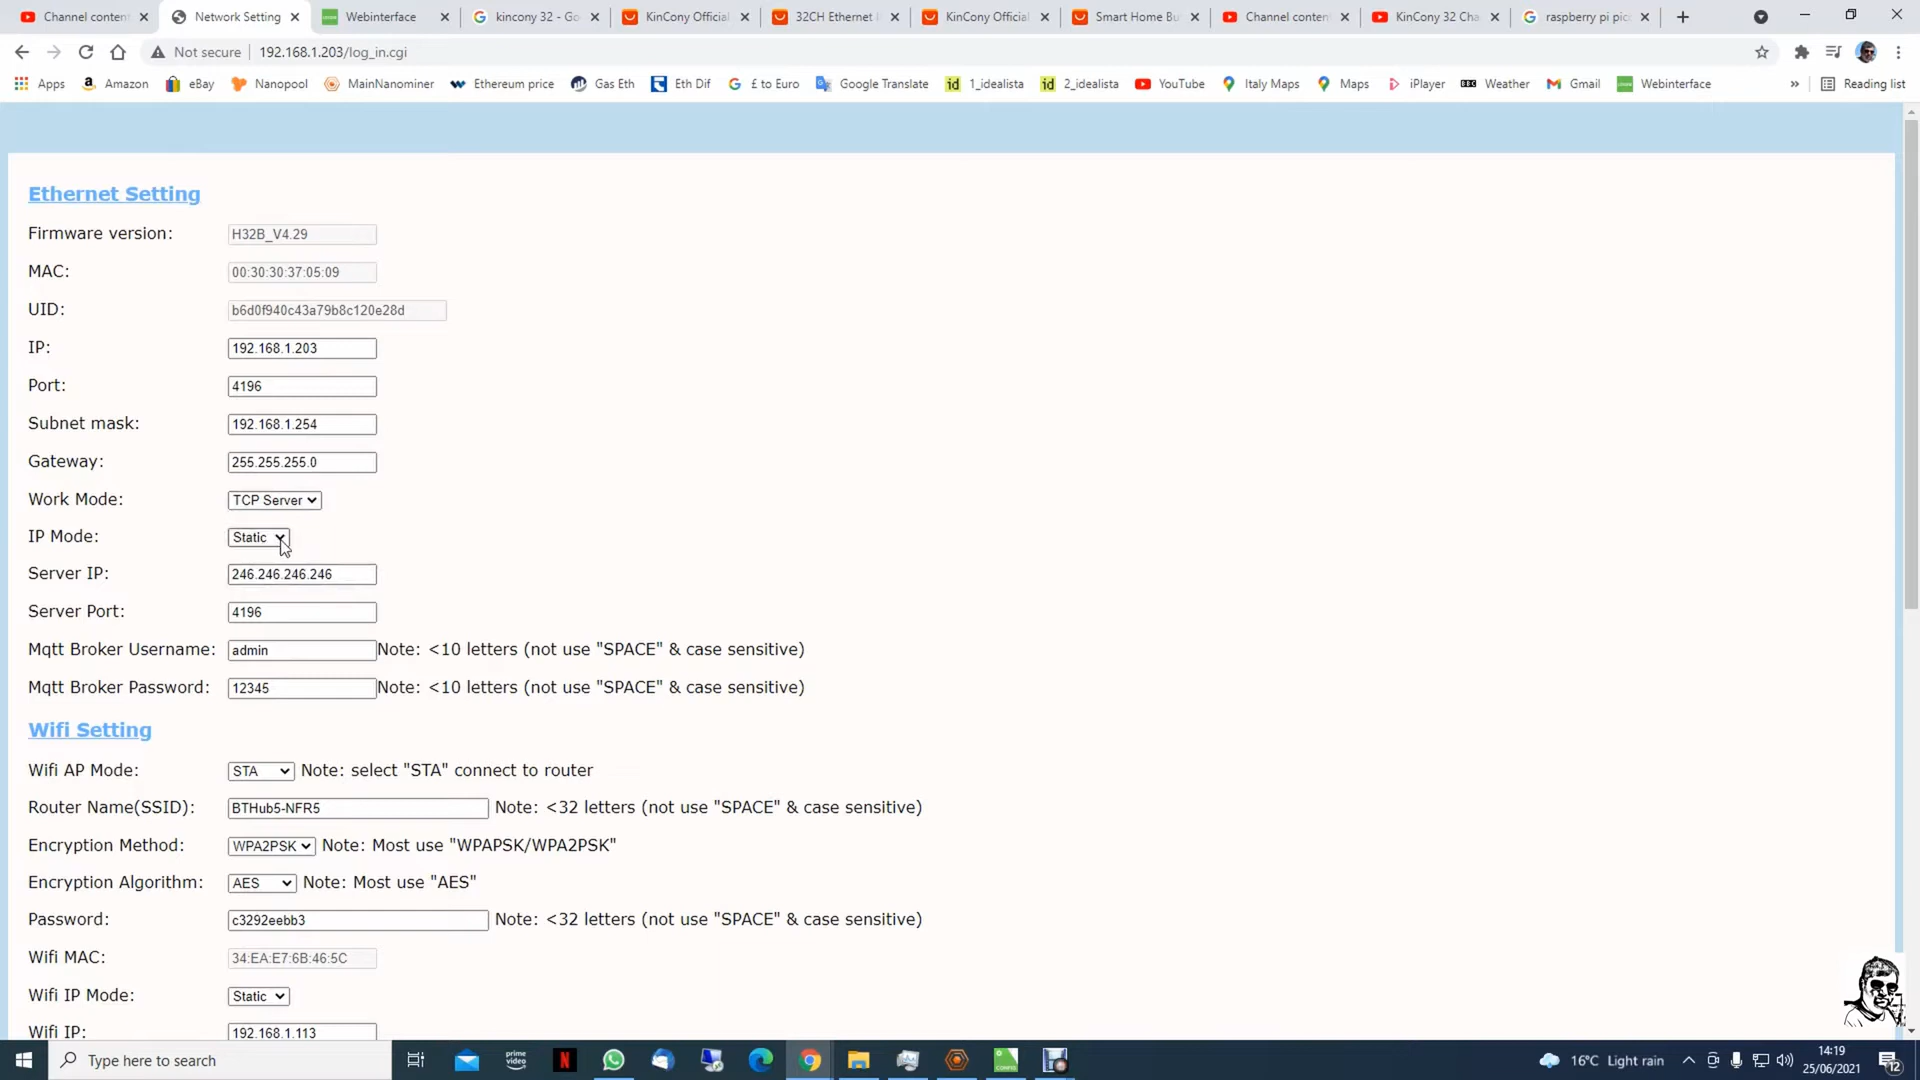 Channel conten
Network Setting
Webinterface
kincony 32 - Go
KinCony Official
32CH Ethernet
KinCony Official
Smart Home Bu
Channel conten
KinCony 32 Cha
raspberry pi pic
Not secure
192.168.1.203/log_in.cgi
Apps
Amazon
eBay
Nanopool
MainNanominer
Ethereum price
Gas Eth
Eth Dif
£ to Euro
Google Translate
1_idealista
2_idealista
YouTube
Italy Maps
Maps
iPlayer
Weather
Gmail
Webinterface
»
Reading list
Ethernet Setting
Firmware version: H32B_V4.29
MAC: 00:30:30:37:05:09
UID: b6d0f940c43a79b8c120e28d
IP: 192.168.1.203
Port: 4196
Subnet mask: 192.168.1.254
Gateway: 255.255.255.0
Work Mode: TCP Server
IP Mode: Static
Server IP: 246.246.246.246
Server Port: 4196
Mqtt Broker Username: admin Note: <10 letters (not use "SPACE" & case sensitive)
Mqtt Broker Password: 12345 Note: <10 letters (not use "SPACE" & case sensitive)
Wifi Setting
Wifi AP Mode: STA Note: select "STA" connect to router
Router Name(SSID): BTHub5-NFR5 Note: <32 letters (not use "SPACE" & case sensitive)
Encryption Method: WPA2PSK Note: Most use "WPAPSK/WPA2PSK"
Encryption Algorithm: AES Note: Most use "AES"
Password: c3292eebb3 Note: <32 letters (not use "SPACE" & case sensitive)
Wifi MAC: 34:EA:E7:6B:46:5C
Wifi IP Mode: Static
Wifi IP: 192.168.1.113
Type here to search
prime video
N
16°C Light rain
14:19
25/06/2021
12